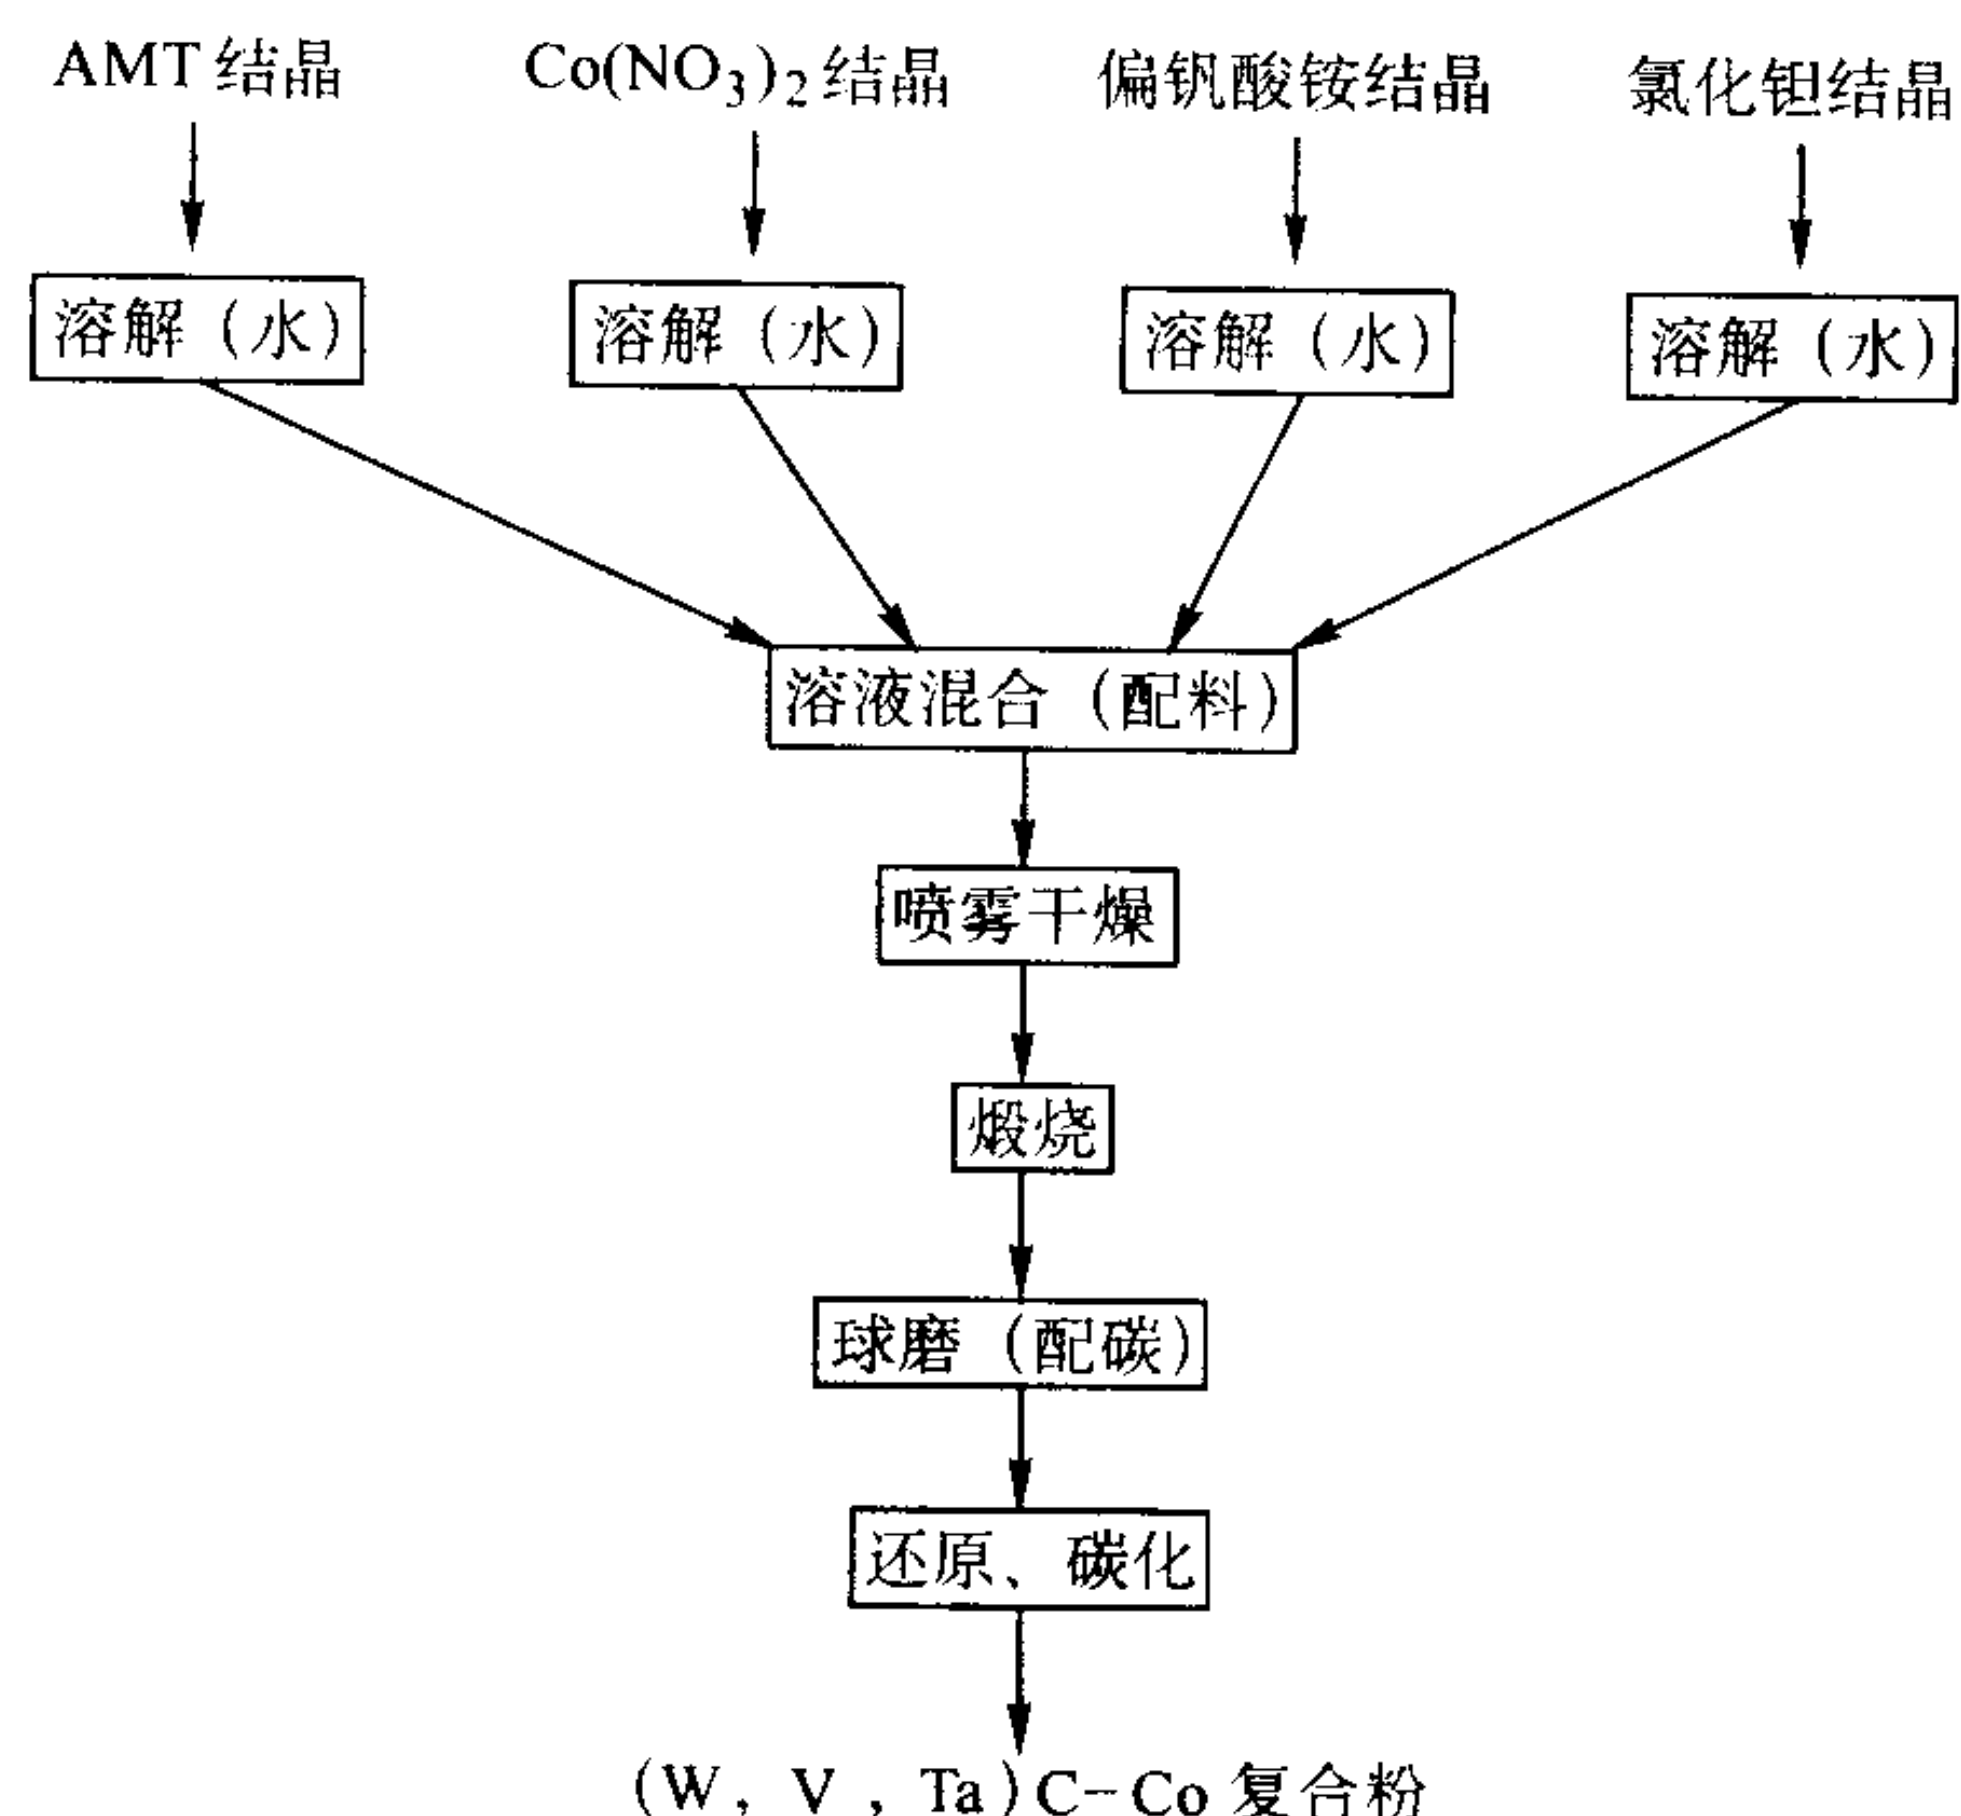 AMT结晶 Co(NO₃)₂结晶 偏钒酸铵结晶 氯化钽结晶
溶解（水） 溶解（水） 溶解（水） 溶解（水）
溶液混合（配料）
喷雾干燥
煅烧
球磨（配碳）
还原、碳化
(W, V, Ta)C-Co复合粉